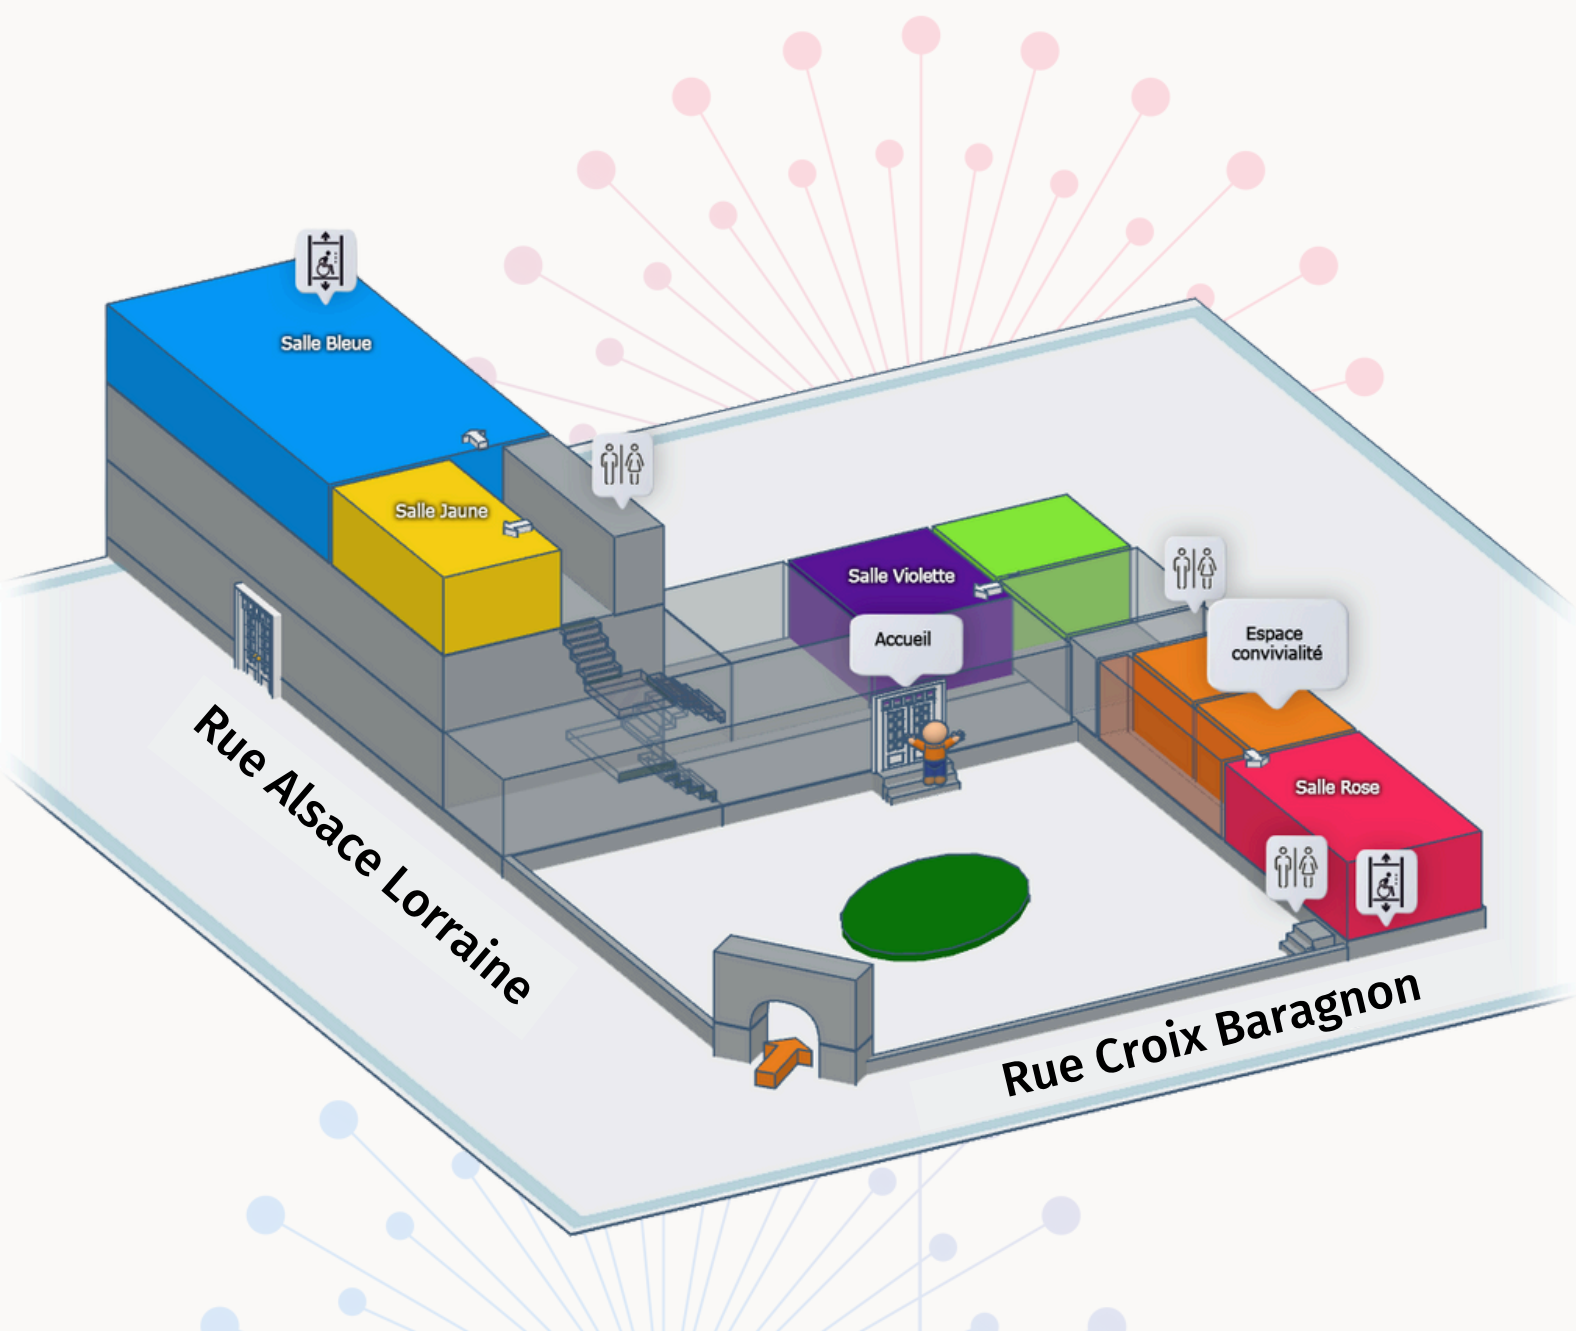 Salle Bleue
Salle Jaune
Salle Violette
Accueil
Espace
convivialité
Salle Rose
Rue Alsace Lorraine
Rue Croix Baragnon